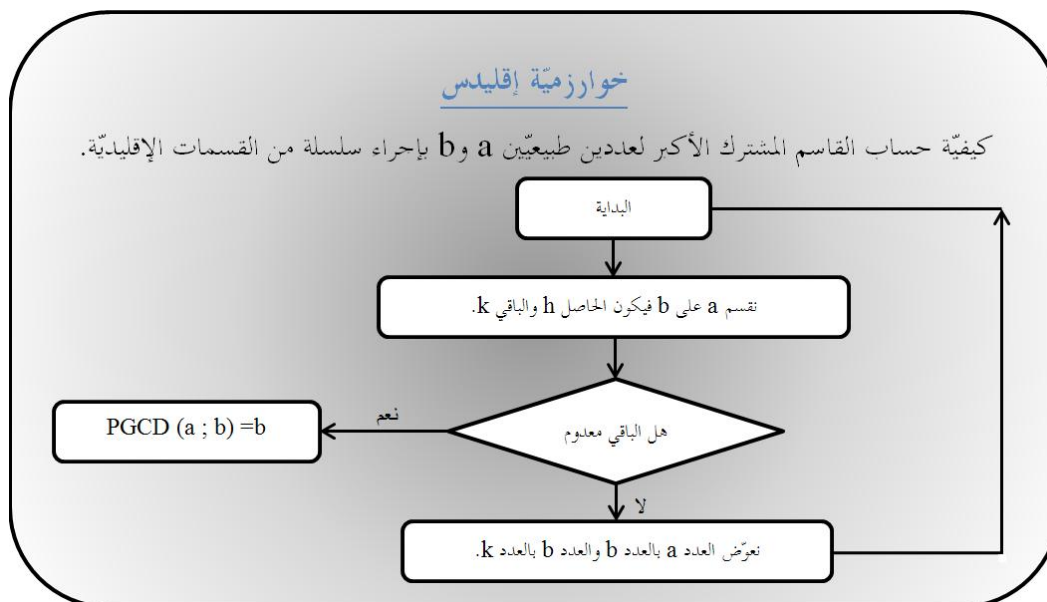 خوارزميّة إقليدس
كيفيّة حساب القاسم المشترك الأكبر لعددين طبيعيّين a و b بإجراء سلسلة من القسمات الإقليديّة.
البداية
نقسم a على b فيكون الحاصل h والباقي k.
هل الباقي معدوم
نعم
PGCD (a ; b) =b
لا
نعوّض العدد a بالعدد b والعدد b بالعدد k.